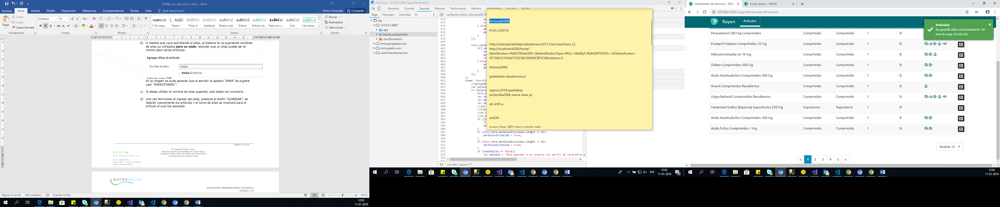 167694_evo_articulos_v1.docx - Word
Archivo Inicio Insertar Diseño Disposición Referencias Correspondencia Revisar Vista ¿Qué desea hacer? Víctor Coronado Compartir
Pegar
Cortar
Copiar
Copiar formato
Verdana 9
¶ Sin espa... Título 1 Título 4 Subtítulo Énfasis sutil Énfasis Énfasis int... Texto en n... Cita Cita desta...
Buscar
Reemplazar
Seleccionar
Portapapeles Fuente Párrafo Estilos Edición
b) A medida que vaya escribiendo el alias, el sistema le va sugiriendo nombres
de alias ya utilizados para su nodo, recordar que un alias puede ser el
mismo para varios artículos.
Agregar Alias al artículo
Escribe el alias: PARA
PARACETAMOL
En la imagen se pude apreciar que al escribir la palabra “PARA” se sugiere
usar “PARACETAMOL”.
c) Si desea utilizar el nombre de alias sugerido, solo basta con pincharlo.
d) Una vez terminado el ingreso del alias, presione el botón “GUARDAR”, se
listarán nuevamente los artículos y el ícono de alias se mostrará para el
artículo al cual fue asociado.
Página 25 de 26
® Copyright Rayen Salud
Este documento es propiedad de Rayen Salud
Cualquier copia u otro uso deben ser autorizados
expresamente por Rayen Salud
www.rayensalud.com
Región Metropolitana
RAYENSALUD
Documento Mantenimiento Correctivo
Versión 1.0
Página 25 de 26 3501 palabras Español (Chile) 100 %
12:02
11-01-2019
DevTools - 127.0.0.1:8887/app/Mantenedor/
Elements Console Sources Network Performance Memory Application Security Audits 1
Page Filesystem Overrides
top
127.0.0.1:8887
app
bower_components
scss/foundation
fonts.googleapis.com
fonts.gstatic.com
use.fontawesome.com
css?family=Mont...Ubuntu:400,70
472 ad
473 re
474 } else
475 ad
476 }
478 });
480 this.valid
481 if(!va
482 to
483 ad
484 re
485 } else
486 ad
487 ad
488 }
489 });
490 },
491 crear: functio
492 //agregado
493 var esCara
494 if (esCara
495 this.t
496 var no
497 var pe
498 var pe
499 //aca
500 //tien
501 //en r
502 //es m
503 if ((t
504 ||
505 no
506 }
507 if (this.form.permisosIncluidos.length == 0){
508 permisosIncValido = true;
509 }
510 if (this.form.permisosExcluidos.length == 0){
511 permisosExcValido = true;
512 }
513 if (nodoValido == false){
514 var mensaje = 'Para guardar a un usuario con perfil de caracteriz
515
516
{} Line 494, Column 17
AnTonia$2006
http://interoperabilidad.saludenred.cl:8111/services/Visor_CL
http://localhost:4200/home?
Identification=NzE5ODAwODE=&IdentificationType=MQ==&IdRyf=NzM2MTE5OA==&TokenAcceso=
5F7266721F5A67CE5C86150669C8F5C6&sistema=2
Antonia2006
grebolledo saludinnova.cl
vgarcia.2018.asambleas
an2ton&a2006 nueva clave pc
alt-shift-a
act634
nueva clave 2401 banco estado web
ESP 12:02
11-01-2019
Mantenedor de Artículos - RAYE Iniciar Sesión - RAYEN
127.0.0.1:8887/app/Mantenedor/#/articulo
Rayen Artículos
Artículos
Se guardó alias correctamente Se
marcó auge el artículo
Paracetamol 500 Mg Comprimidos Comprimido Comprimido 1 Sí
Enalapril Maleato Comprimidos 10 Mg Comprimido Comprimido 1 Sí
Hidroclorotiazida cm 10 mg Comprimido Comprimido 1 Sí
Zolben Comprimidos 500 Mg Comprimido Comprimido 1 Sí
Acido Acetilsalicilico Comprimidos 500 Mg Comprimido Comprimido 1 Sí
Anacin Comprimidos Recubiertos Comprimido Comprimido 1 Sí
Migra-Nefersil Comprimidos Recubiertos Comprimido Comprimido 1 Sí
Metamizol Sodico (Dipirona) Supositorios 250 Mg Supositorio Supositorio 1 Sí
Acido Acetilsalicilico Comprimidos 100 Mg Comprimido Comprimido 1 Sí
Acido Folico Comprimidos 1 Mg Comprimido Comprimido 1 Sí
Mostrar 10
« 1 2 3 4 5 »
12:02
11-01-2019